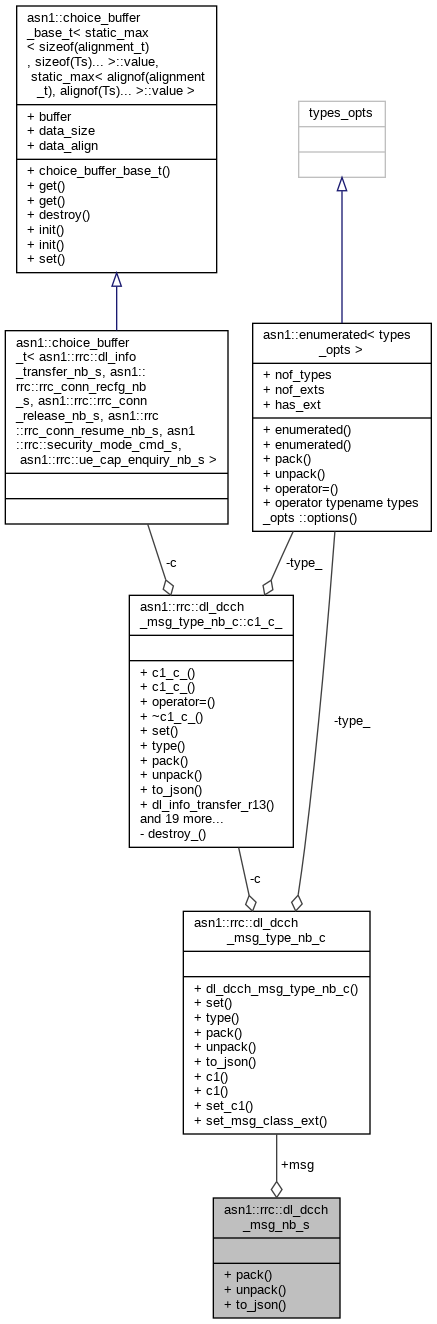 asn1::choice_buffer
_base_t< static_max
< sizeof(alignment_t)
, sizeof(Ts)... >::value,
static_max< alignof(alignment
_t), alignof(Ts)... >::value >
+ buffer
+ data_size
+ data_align
+ choice_buffer_base_t()
+ get()
+ get()
+ destroy()
+ init()
+ init()
+ set()
types_opts
asn1::choice_buffer
_t< asn1::rrc::dl_info
_transfer_nb_s, asn1::
rrc::rrc_conn_recfg_nb
_s, asn1::rrc::rrc_conn
_release_nb_s, asn1::rrc
::rrc_conn_resume_nb_s, asn1
::rrc::security_mode_cmd_s,
asn1::rrc::ue_cap_enquiry_nb_s >
asn1::enumerated< types
_opts >
+ nof_types
+ nof_exts
+ has_ext
+ enumerated()
+ enumerated()
+ pack()
+ unpack()
+ operator=()
+ operator typename types
_opts ::options()
-c
-type_
asn1::rrc::dl_dcch
_msg_type_nb_c::c1_c_
+ c1_c_()
+ c1_c_()
+ operator=()
+ ~c1_c_()
+ set()
+ type()
+ pack()
+ unpack()
+ to_json()
+ dl_info_transfer_r13()
and 19 more...
- destroy_()
-type_
-c
asn1::rrc::dl_dcch
_msg_type_nb_c
+ dl_dcch_msg_type_nb_c()
+ set()
+ type()
+ pack()
+ unpack()
+ to_json()
+ c1()
+ c1()
+ set_c1()
+ set_msg_class_ext()
+msg
asn1::rrc::dl_dcch
_msg_nb_s
+ pack()
+ unpack()
+ to_json()